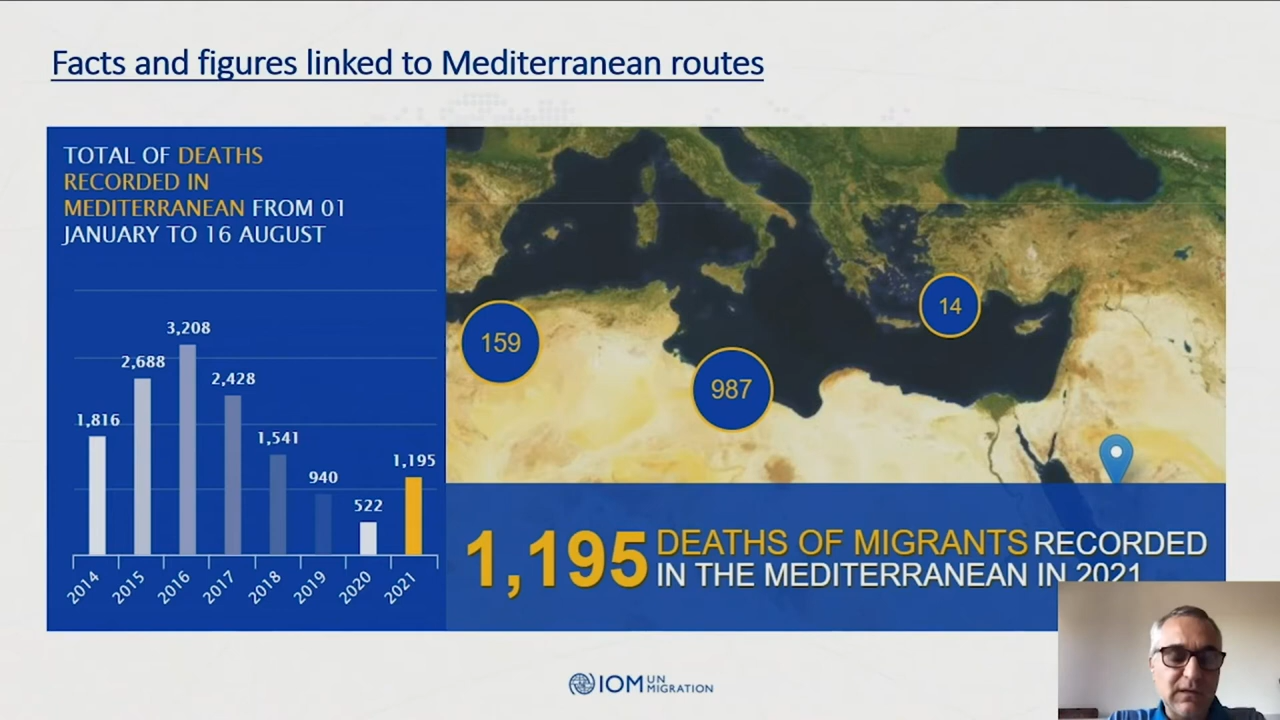 Facts and figures linked to Mediterranean routes
TOTAL OF DEATHS
RECORDED IN
MEDITERRANEAN FROM 01
JANUARY TO 16 AUGUST
3,208
2,688
2,428
1,816
1,541
1,195
940
522
2014
2015
2016
2017
2018
2019
2020
2021
14
159
987
1,195 DEATHS OF MIGRANTS RECORDED
IN THE MEDITERRANEAN IN 2021
IOM UN
MIGRATION